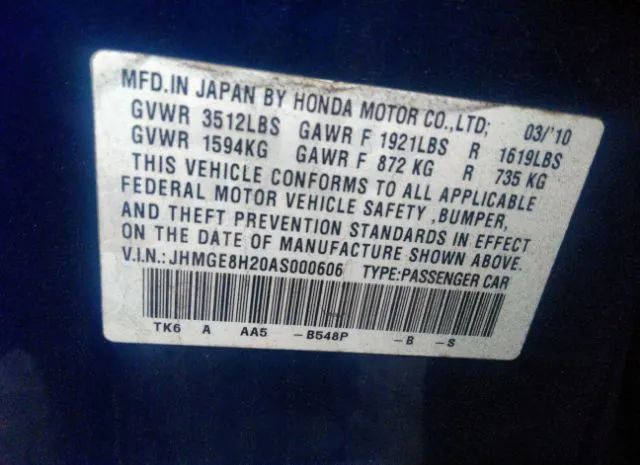 MFD.IN JAPAN BY HONDA MOTOR CO.,LTD; 03/'10
GVWR 3512LBS GAWR F 1921LBS R 1619LBS
GVWR 1594KG GAWR F 872 KG R 735 KG
THIS VEHICLE CONFORMS TO ALL APPLICABLE
FEDERAL MOTOR VEHICLE SAFETY ,BUMPER,
AND THEFT PREVENTION STANDARDS IN EFFECT
ON THE DATE OF MANUFACTURE SHOWN ABOVE.
V.I.N.: JHMGE8H20AS000606 TYPE:PASSENGER CAR
TK6 A AA5 -B548P -B -S